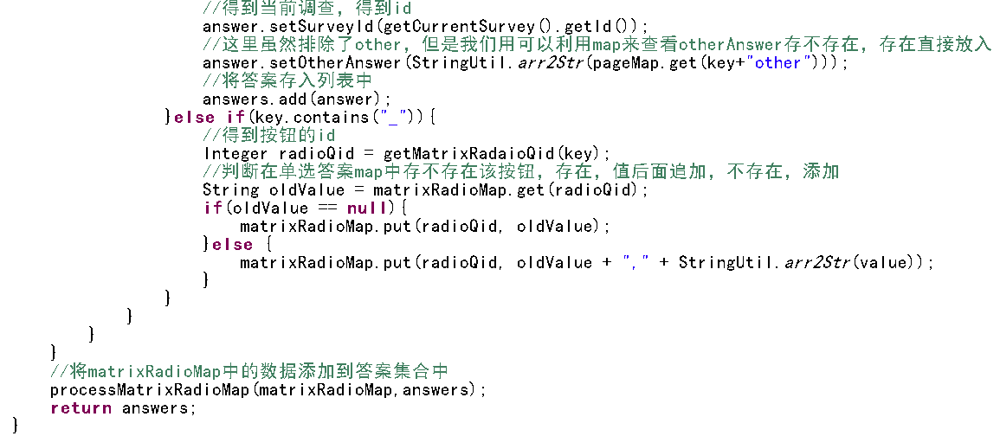 //得到当前调查，得到id
answer.setSurveyId(getCurrentSurvey().getId());
//这里虽然排除了other，但是我们用可以利用map来查看otherAnswer存不存在，存在直接放入
answer.setOtherAnswer(StringUtil.arr2Str(pageMap.get(key+"other")));
//将答案存入列表中
answers.add(answer);
}else if(key.contains("_")){
//得到按钮的id
Integer radioQid = getMatrixRadaioQid(key);
//判断在单选答案map中存不存在该按钮，存在，值后面追加，不存在，添加
String oldValue = matrixRadioMap.get(radioQid);
if(oldValue == null){
matrixRadioMap.put(radioQid, oldValue);
}else {
matrixRadioMap.put(radioQid, oldValue + "," + StringUtil.arr2Str(value));
}
}
}
}
}
//将matrixRadioMap中的数据添加到答案集合中
processMatrixRadioMap(matrixRadioMap,answers);
return answers;
}